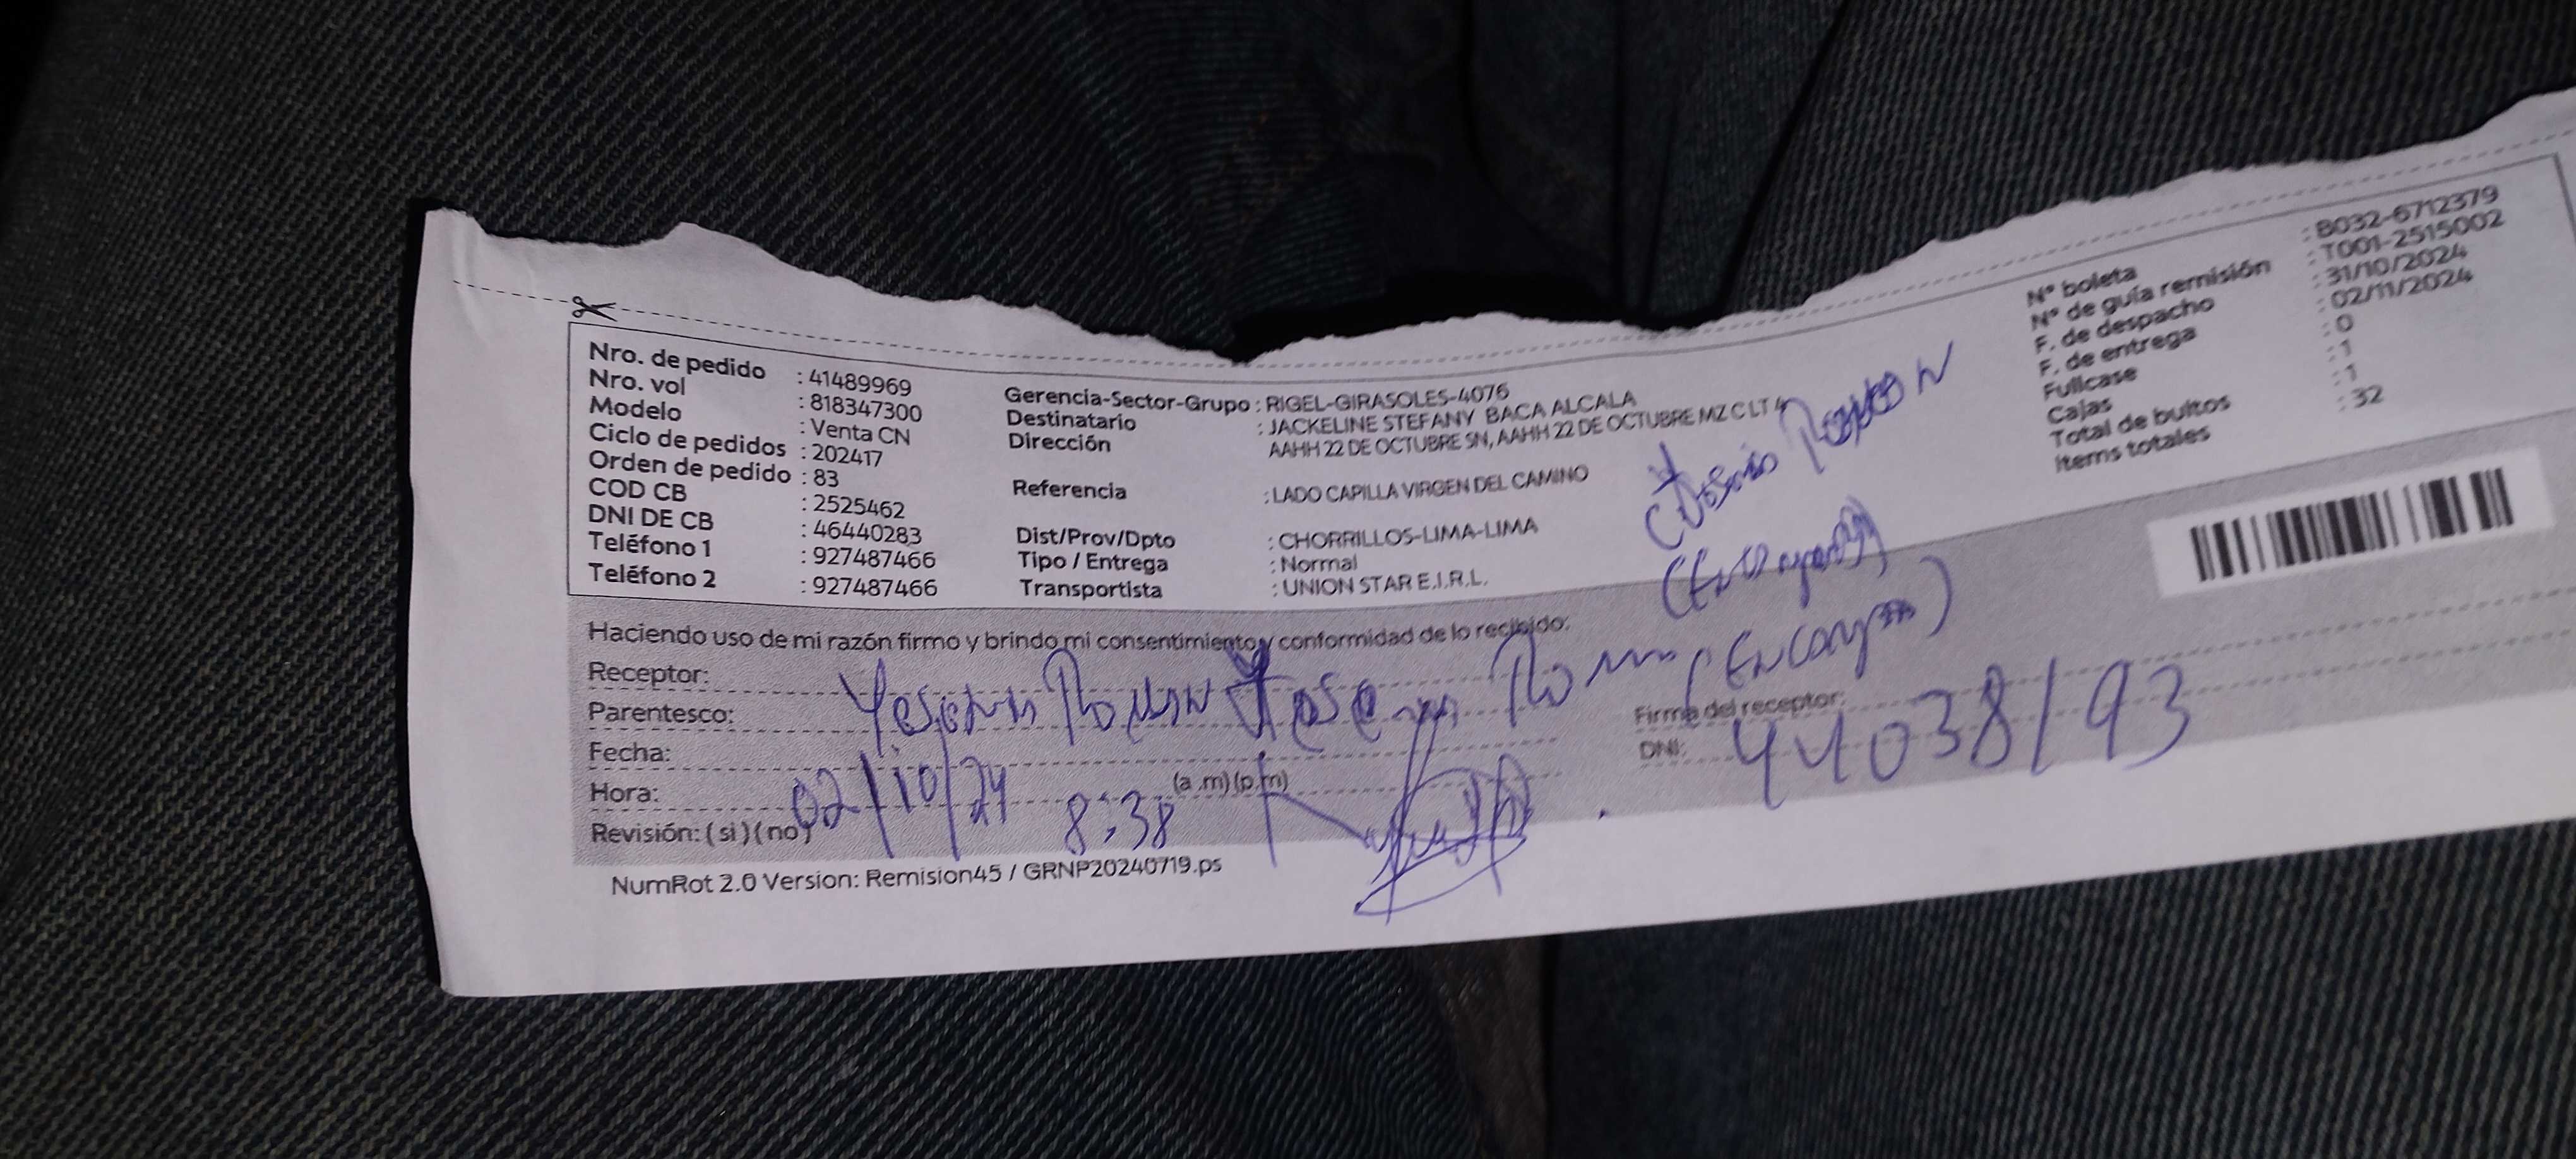 Nro. de pedido : 41489969
Nro. vol : 818347300
Modelo : Venta CN
Ciclo de pedidos : 202417
Orden de pedido : 83
COD CB : 2525462
DNI DE CB : 46440283
Teléfono 1 : 927487466
Teléfono 2 : 927487466
Gerencia-Sector-Grupo : RIGEL-GIRASOLES-4076
Destinatario : JACKELINE STEFANY BACA ALCALA
Dirección AAHH 22 DE OCTUBRE SN, AAHH 22 DE OCTUBRE MZ C LT 4
Referencia : LADO CAPILLA VIRGEN DEL CAMINO
Dist/Prov/Dpto : CHORRILLOS-LIMA-LIMA
Tipo / Entrega : Normal
Transportista : UNION STAR E.I.R.L.
N° boleta : B032-6712379
N° de guía remisión : T001-2515002
F. de despacho : 31/10/2024
F. de entrega : 02/11/2024
Fullcase : 0
Cajas : 1
Total de bultos : 1
Items totales : 32
Haciendo uso de mi razón firmo y brindo mi consentimiento y conformidad de lo recibido:
Receptor:
Parentesco:
Fecha: 02/10/24
Hora: 8:38 (a .m) (p.m)
Revisión: ( si ) ( no )
Firma del receptor:
DNI: 44038193
NumRot 2.0 Version: Remision45 / GRNP20240719.ps